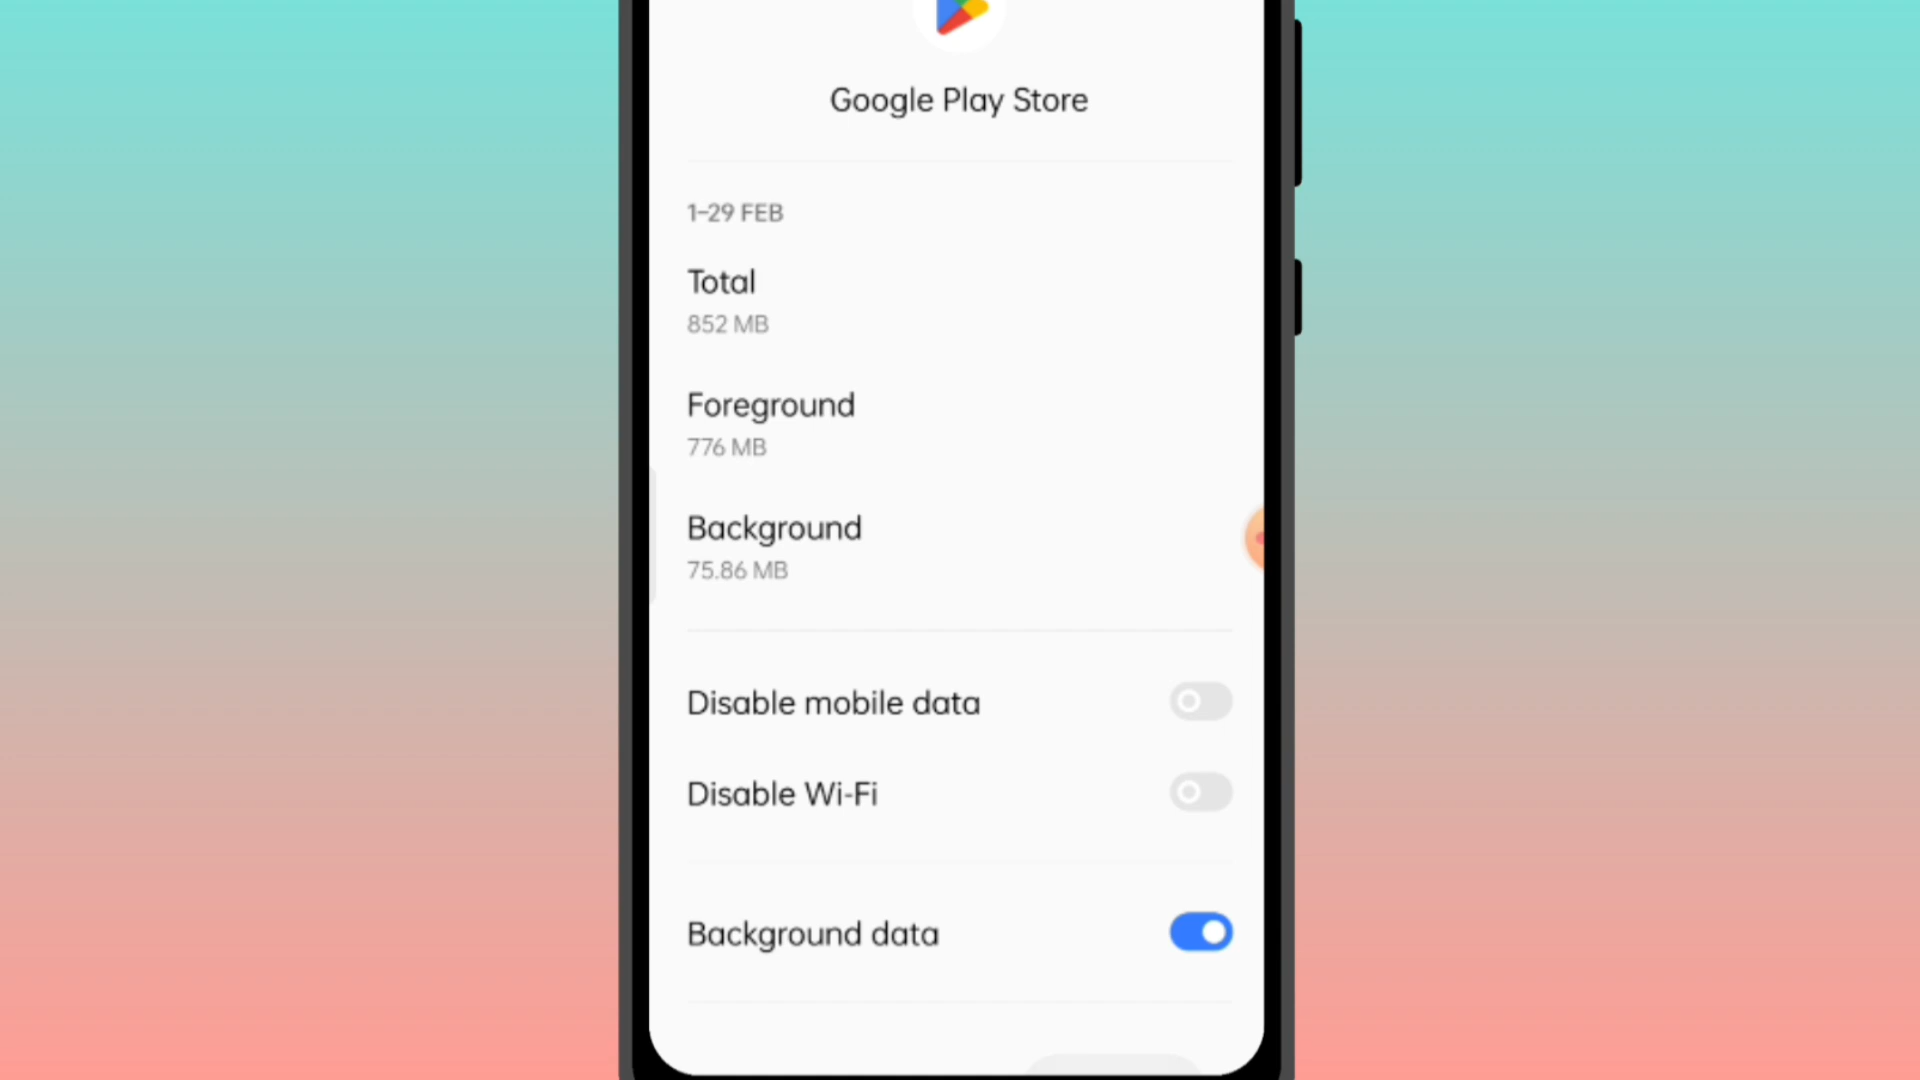 Google Play Store
1–29 FEB
Total
852 MB
Foreground
776 MB
Background
75.86 MB
Disable mobile data
Disable Wi-Fi
Background data